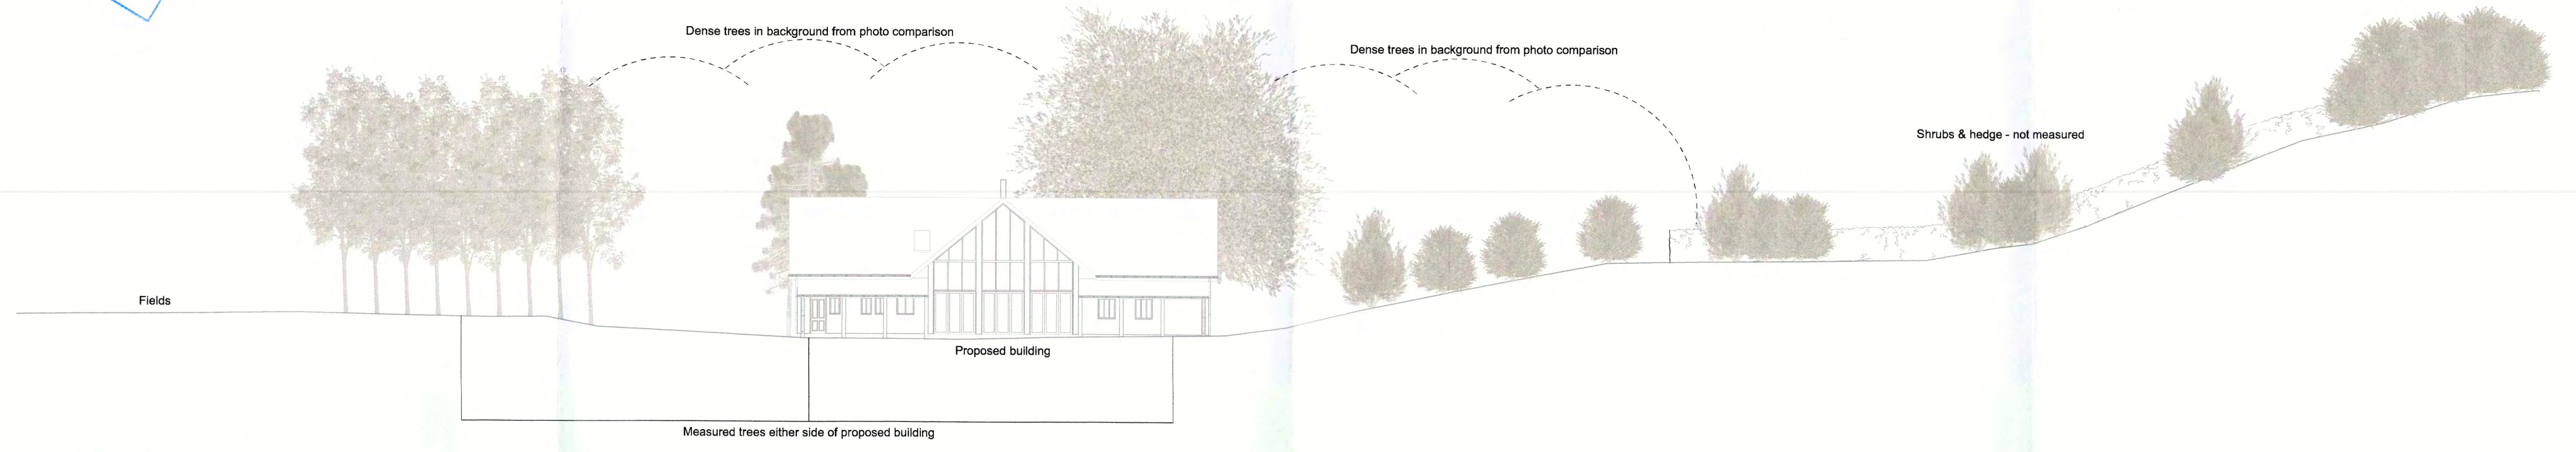 Dense trees in background from photo comparison
Dense trees in background from photo comparison
Shrubs & hedge - not measured
Fields
Proposed building
Measured trees either side of proposed building